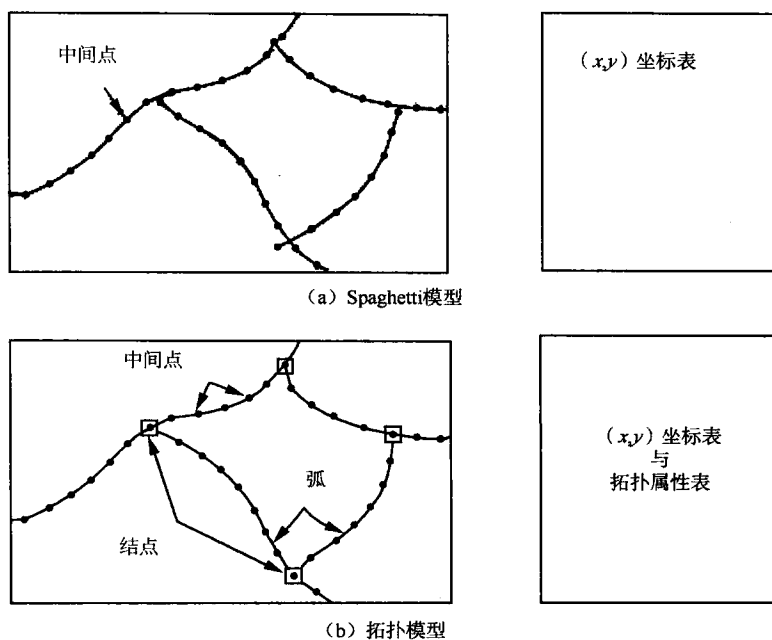 中间点
(x,y) 坐标表
（a）Spaghetti模型
中间点
弧
结点
(x,y) 坐标表
与
拓扑属性表
（b）拓扑模型